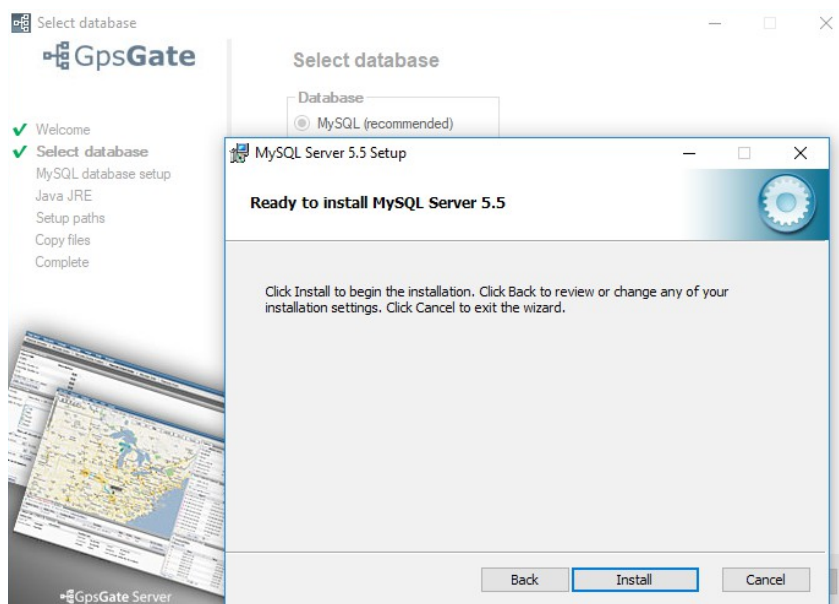 Select database
GpsGate
Select database
Database
MySQL (recommended)
Welcome
Select database
MySQL database setup
Java JRE
Setup paths
Copy files
Complete
MySQL Server 5.5 Setup
Ready to install MySQL Server 5.5
Click Install to begin the installation. Click Back to review or change any of your
installation settings. Click Cancel to exit the wizard.
Back
Install
Cancel
GpsGate Server